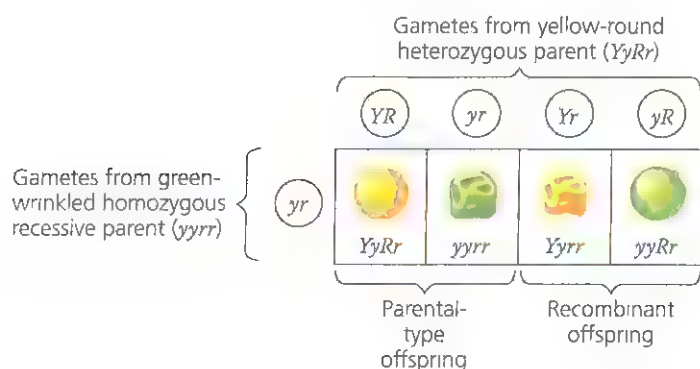 Gametes from yellow-round
heterozygous parent (YyRr)
YR yr Yr yR
Gametes from green-
wrinkled homozygous
recessive parent (yyrr)
yr
YyRr yyrr Yyrr yyRr
Parental-
type
offspring
Recombinant
offspring